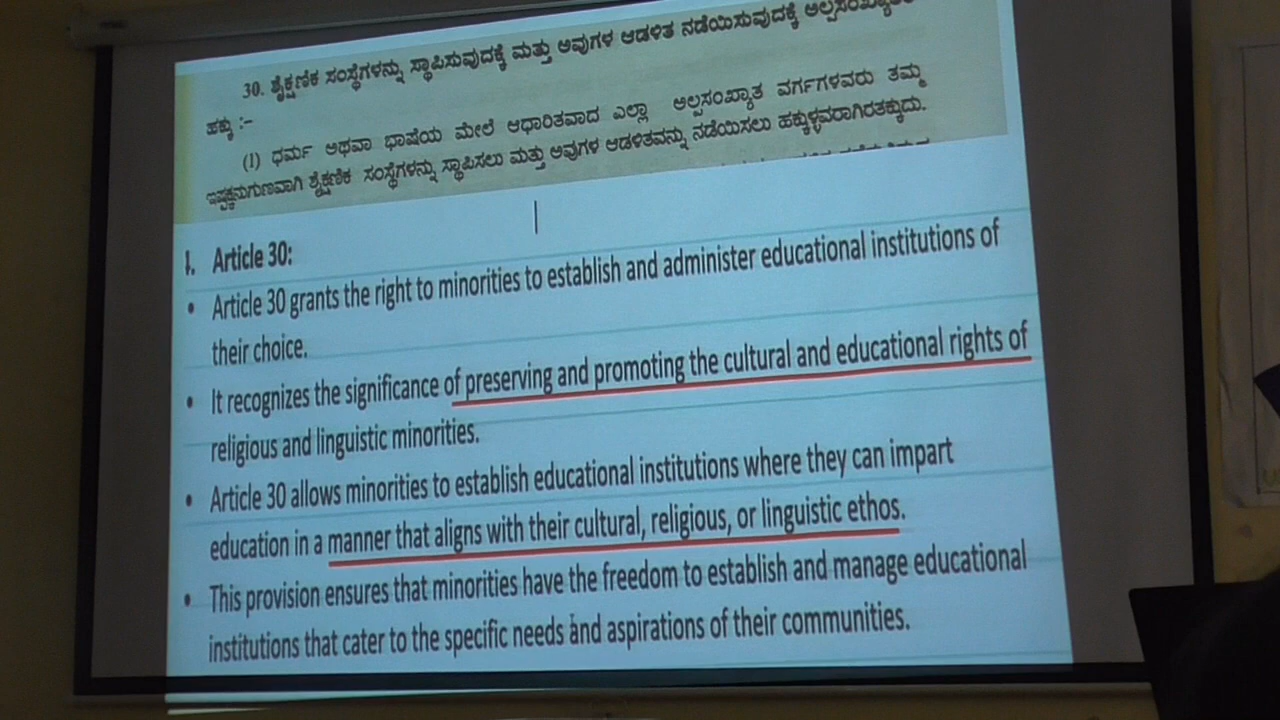 30. ಶೈಕ್ಷಣಿಕ ಸಂಸ್ಥೆಗಳನ್ನು ಸ್ಥಾಪಿಸುವುದಕ್ಕೆ ಮತ್ತು ಅವುಗಳ ಆಡಳಿತ ನಡೆಯಿಸುವುದಕ್ಕೆ
ಹಕ್ಕು :–
(1) ಧರ್ಮ ಅಥವಾ ಭಾಷೆಯ ಮೇಲೆ ಆಧಾರಿತವಾದ ಎಲ್ಲಾ ಅಲ್ಪಸಂಖ್ಯಾತ ವರ್ಗಗಳವರು ತಮ್ಮ
ಇಷ್ಟಕ್ಕನುಗುಣವಾಗಿ ಶೈಕ್ಷಣಿಕ ಸಂಸ್ಥೆಗಳನ್ನು ಸ್ಥಾಪಿಸಲು ಮತ್ತು ಅವುಗಳ ಆಡಳಿತವನ್ನು ನಡೆಯಿಸಲು ಹಕ್ಕುಳ್ಳವರಾಗಿರತಕ್ಕದು.
Article 30:
• Article 30 grants the right to minorities to establish and administer educational institutions of
their choice.
• It recognizes the significance of preserving and promoting the cultural and educational rights of
religious and linguistic minorities.
• Article 30 allows minorities to establish educational institutions where they can impart
education in a manner that aligns with their cultural, religious, or linguistic ethos.
• This provision ensures that minorities have the freedom to establish and manage educational
institutions that cater to the specific needs and aspirations of their communities.